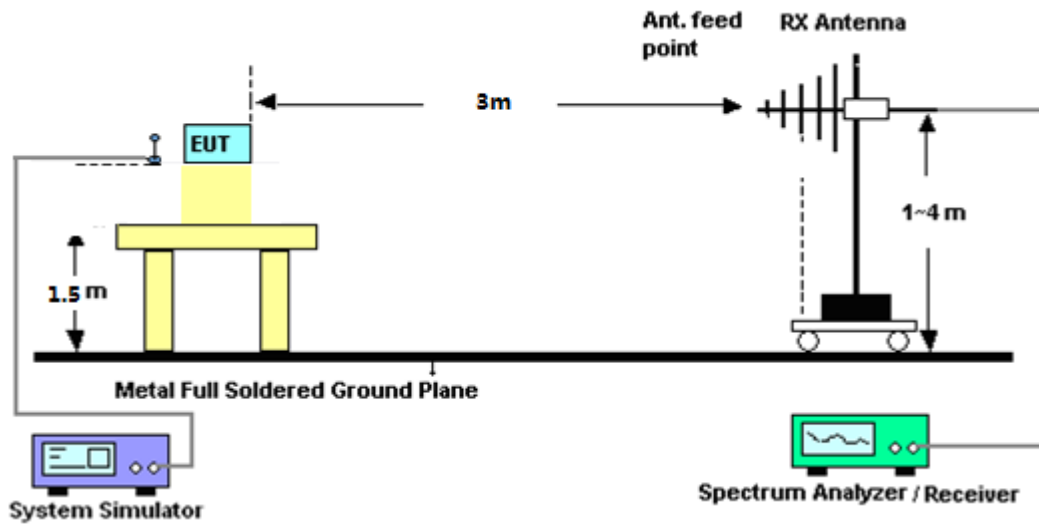 Ant. feed
point
RX Antenna
3m
EUT
1~4 m
1.5 m
Metal Full Soldered Ground Plane
System Simulator
Spectrum Analyzer / Receiver